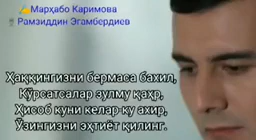 ✍Марҳабо Каримова
🎙Рамзиддин Эгамбердиев
Ҳаққингизни бермаса бахил,
Кўрсатсалар зулму қаҳр,
Ҳисоб куни келар-ку ахир,
Ўзингизни эҳтиёт қилинг.